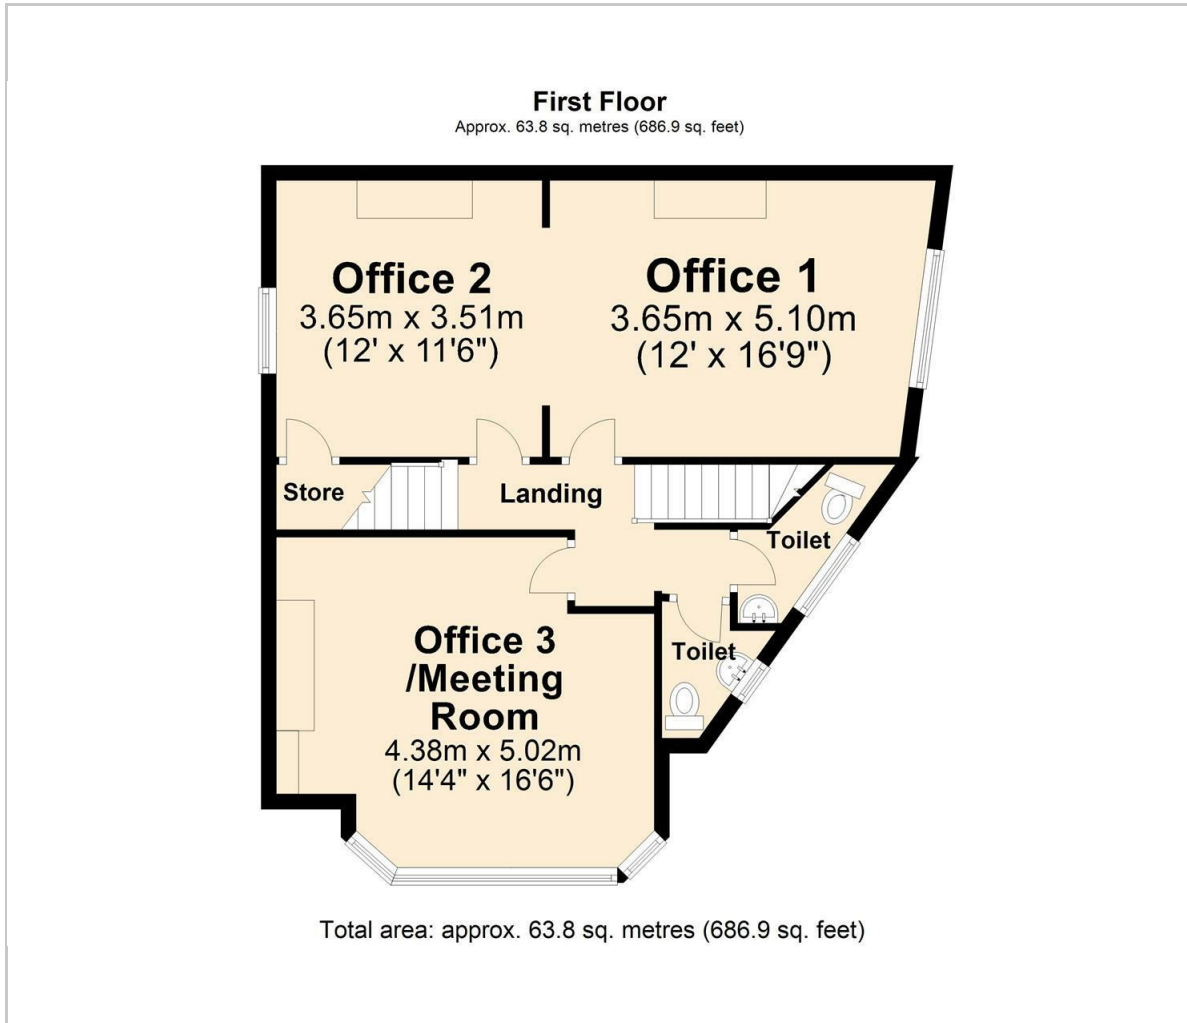 First Floor
Approx. 63.8 sq. metres (686.9 sq. feet)
Office 2
3.65m x 3.51m
(12' x 11'6")
Office 1
3.65m x 5.10m
(12' x 16'9")
Store
Landing
Toilet
Office 3
/Meeting
Room
4.38m x 5.02m
(14'4" x 16'6")
Toilet
Total area: approx. 63.8 sq. metres (686.9 sq. feet)